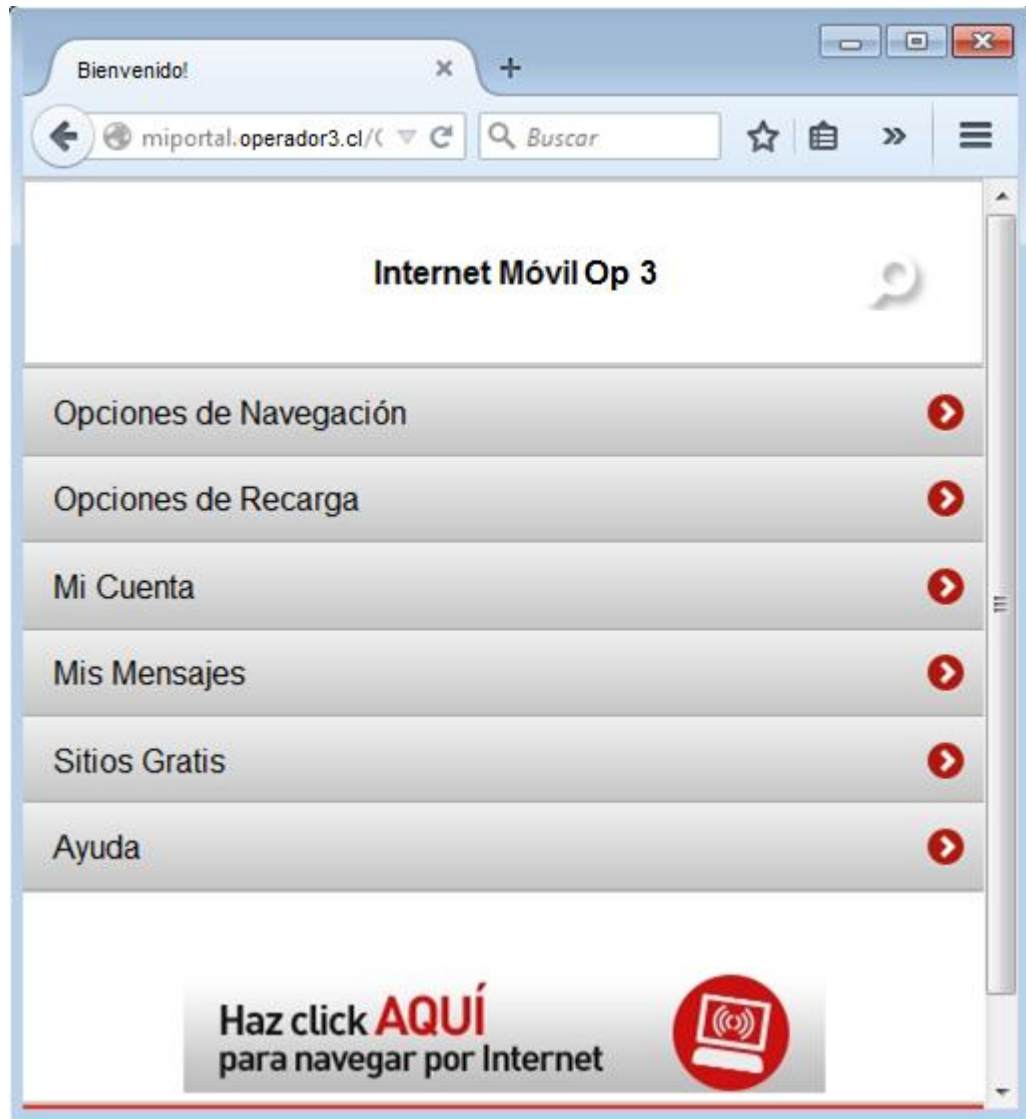 Bienvenido!
miportal.operador3.cl/(
Buscar
Internet Móvil Op 3
Opciones de Navegación
Opciones de Recarga
Mi Cuenta
Mis Mensajes
Sitios Gratis
Ayuda
Haz click AQUÍ
para navegar por Internet